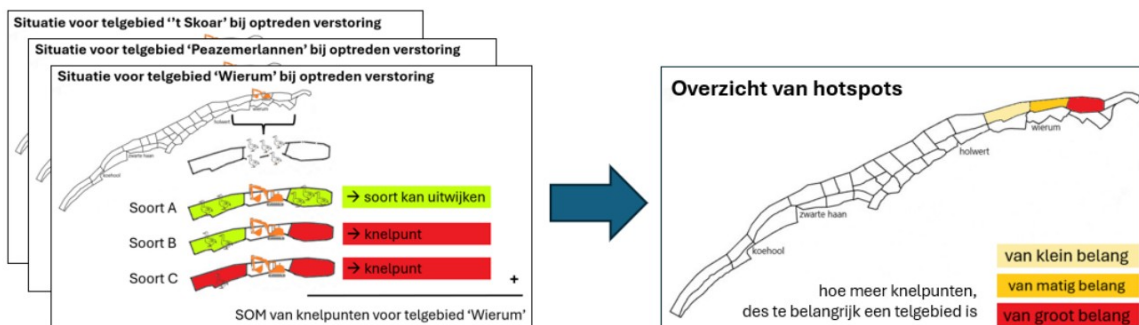 Situatie voor telgebied ‘’t Skoar’ bij optreden verstoring
Situatie voor telgebied ‘Peazemerlannen’ bij optreden verstoring
Situatie voor telgebied ‘Wierum’ bij optreden verstoring
wierum
holwert
zwarte haan
koehool
Soort A
→ soort kan uitwijken
Soort B
→ knelpunt
Soort C
→ knelpunt
+
SOM van knelpunten voor telgebied ‘Wierum’
Overzicht van hotspots
wierum
holwert
zwarte haan
koehool
hoe meer knelpunten,
des te belangrijk een telgebied is
van klein belang
van matig belang
van groot belang